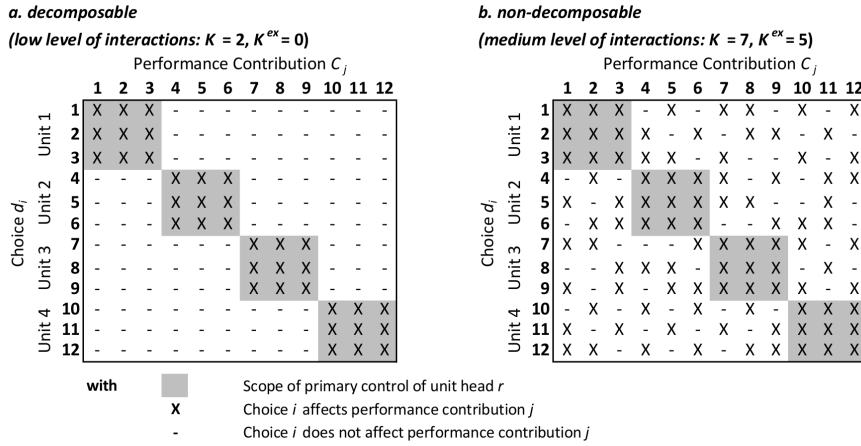 a. decomposable
(low level of interactions: K = 2, K^ex = 0)
Performance Contribution C_j
1 2 3 4 5 6 7 8 9 10 11 12
Choice d_i
Unit 1
1 X X X - - - - - - - - -
2 X X X - - - - - - - - -
3 X X X - - - - - - - - -
Unit 2
4 - - - X X X - - - - - -
5 - - - X X X - - - - - -
6 - - - X X X - - - - - -
Unit 3
7 - - - - - - X X X - - -
8 - - - - - - X X X - - -
9 - - - - - - X X X - - -
Unit 4
10 - - - - - - - - - X X X
11 - - - - - - - - - X X X
12 - - - - - - - - - X X X
b. non-decomposable
(medium level of interactions: K = 7, K^ex = 5)
Performance Contribution C_j
1 2 3 4 5 6 7 8 9 10 11 12
Choice d_i
Unit 1
1 X X X - X - X X - X - X
2 X X X X - X - X X - X -
3 X X X X X - X - - X - X
Unit 2
4 - X - X X X X - X - X X
5 X - X X X X X X - - X X
6 - X X X X X - - X X X -
Unit 3
7 X X - - - X X X X - X X
8 - - X X X - X X X - X -
9 X - X - X X X X X - - X
Unit 4
10 - X - X - X - X - X X X
11 X - X - X - X - X X X X
12 X X - X - X - X X X X X
with
Scope of primary control of unit head r
X Choice i affects performance contribution j
- Choice i does not affect performance contribution j